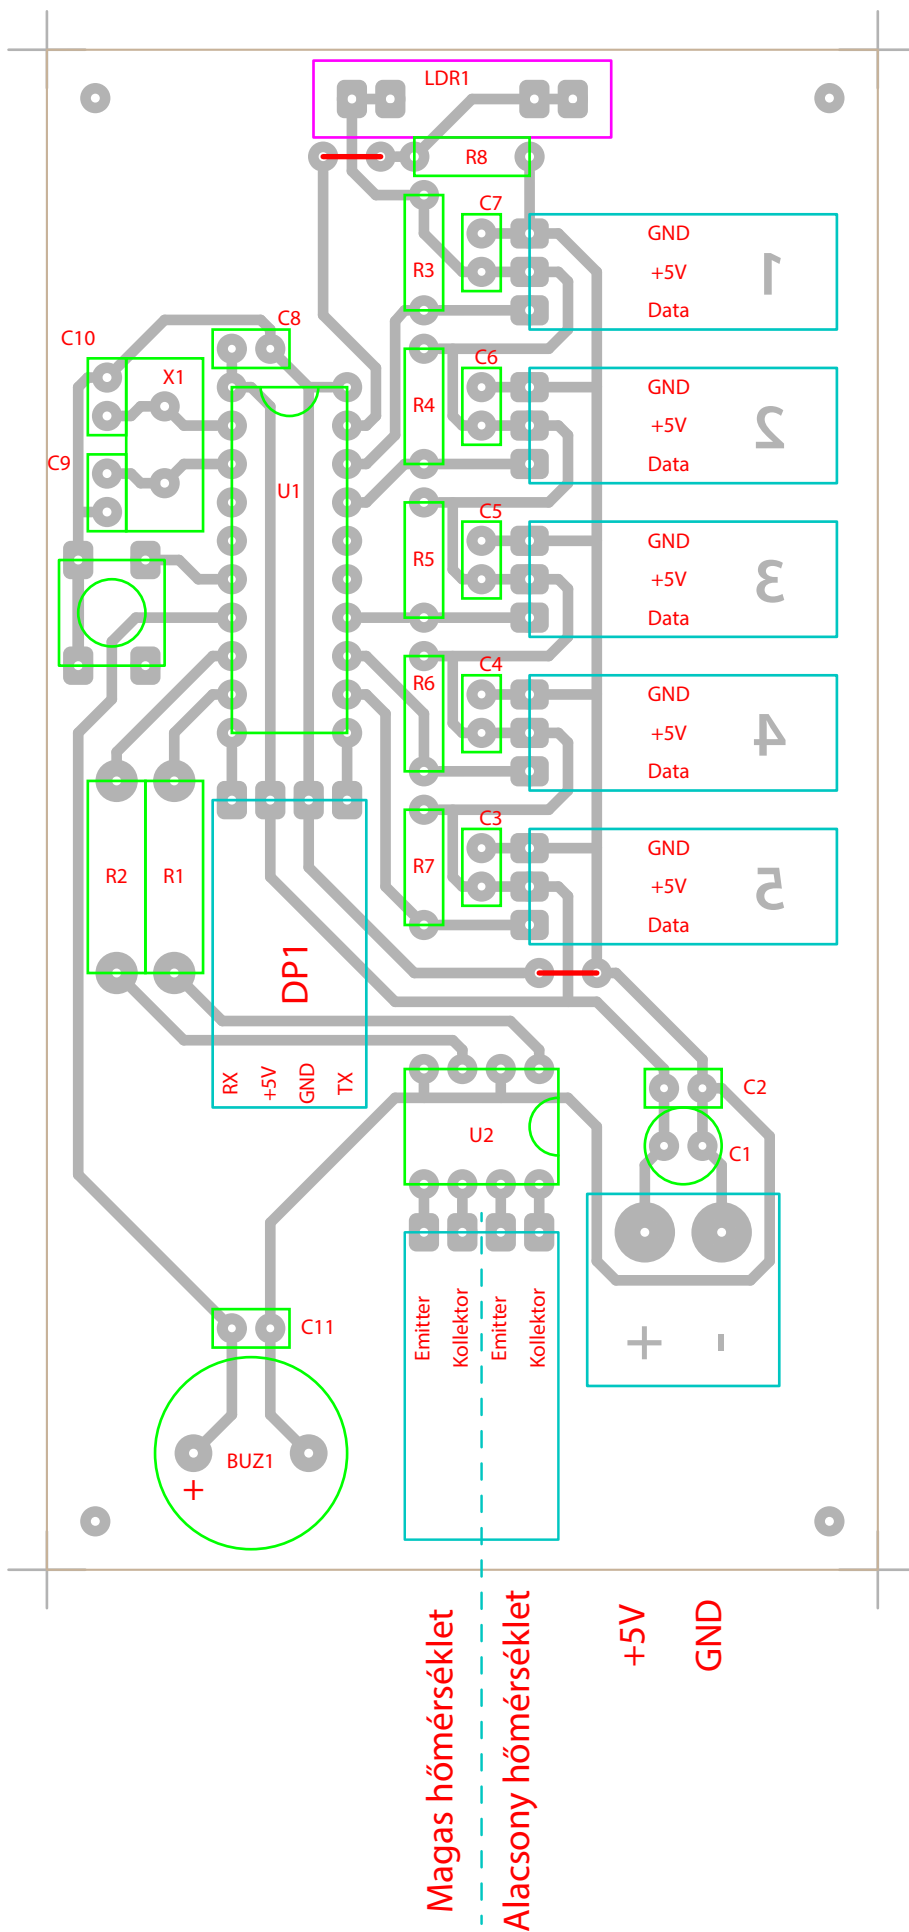 LDR1
R8
C7
GND
1
R3
+5V
Data
C8
C10
C6
GND
X1
R4
+5V
2
Data
C9
U1
C5
GND
R5
+5V
3
Data
C4
GND
R6
+5V
4
Data
C3
GND
R2
R1
R7
+5V
5
Data
DP1
RX
+5V
GND
TX
C2
U2
C1
Emitter
Kollektor
Emitter
Kollektor
C11
+
-
BUZ1
+
Magas hőmérséklet
Alacsony hőmérséklet
+5V
GND